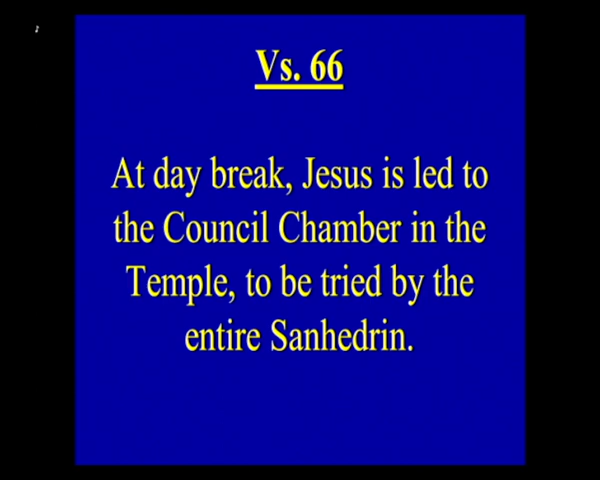 Vs. 66
At day break, Jesus is led to
the Council Chamber in the
Temple, to be tried by the
entire Sanhedrin.